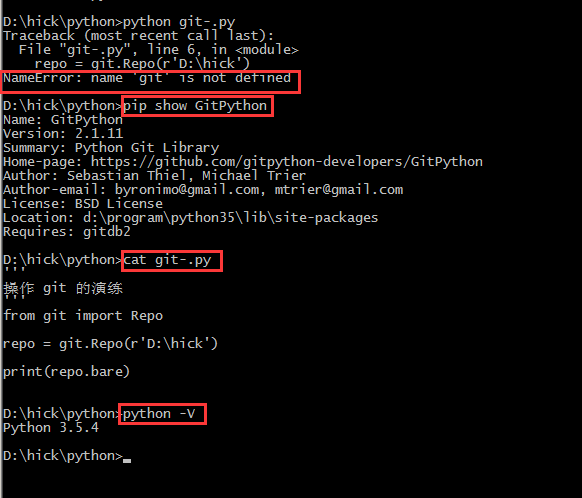 D:\hick\python>python git-.py
Traceback (most recent call last):
  File "git-.py", line 6, in <module>
    repo = git.Repo(r'D:\hick')
NameError: name 'git' is not defined
D:\hick\python>pip show GitPython
Name: GitPython
Version: 2.1.11
Summary: Python Git Library
Home-page: https://github.com/gitpython-developers/GitPython
Author: Sebastian Thiel, Michael Trier
Author-email: byronimo@gmail.com, mtrier@gmail.com
License: BSD License
Location: d:\program\python35\lib\site-packages
Requires: gitdb2
D:\hick\python>cat git-.py
'''
操作 git 的演练
'''
from git import Repo
repo = git.Repo(r'D:\hick')
print(repo.bare)
D:\hick\python>python -V
Python 3.5.4
D:\hick\python>